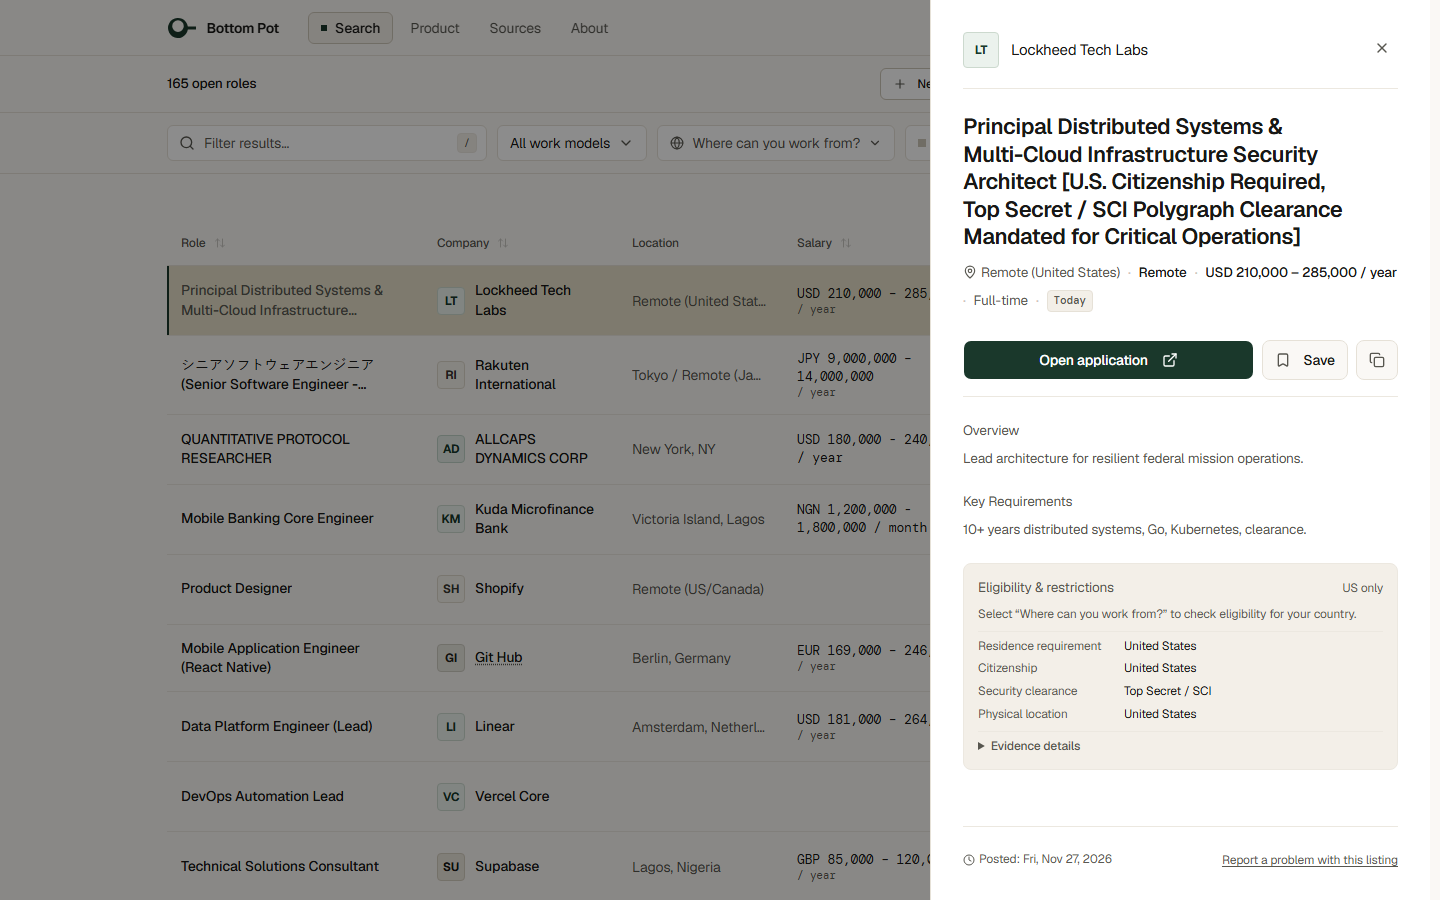 Bottom Pot
Search
Product
Sources
About
165 open roles
Ne
Filter results...
/
All work models
Where can you work from?
Role
Company
Location
Salary
Principal Distributed Systems &
Multi-Cloud Infrastructure...
LT
Lockheed Tech
Labs
Remote (United Stat...
USD 210,000 – 285,
/ year
シニアソフトウェアエンジニア
(Senior Software Engineer -...
RI
Rakuten
International
Tokyo / Remote (Ja...
JPY 9,000,000 –
14,000,000
/ year
QUANTITATIVE PROTOCOL
RESEARCHER
AD
ALLCAPS
DYNAMICS CORP
New York, NY
USD 180,000 - 240,
/ year
Mobile Banking Core Engineer
KM
Kuda Microfinance
Bank
Victoria Island, Lagos
NGN 1,200,000 -
1,800,000 / month
Product Designer
SH
Shopify
Remote (US/Canada)
Mobile Application Engineer
(React Native)
GI
Git Hub
Berlin, Germany
EUR 169,000 – 246,
/ year
Data Platform Engineer (Lead)
LI
Linear
Amsterdam, Netherl...
USD 181,000 – 264,
/ year
DevOps Automation Lead
VC
Vercel Core
Technical Solutions Consultant
SU
Supabase
Lagos, Nigeria
GBP 85,000 – 120,0
/ year
LT
Lockheed Tech Labs
Principal Distributed Systems &
Multi-Cloud Infrastructure Security
Architect [U.S. Citizenship Required,
Top Secret / SCI Polygraph Clearance
Mandated for Critical Operations]
Remote (United States) · Remote · USD 210,000 – 285,000 / year
· Full-time · Today
Open application
Save
Overview
Lead architecture for resilient federal mission operations.
Key Requirements
10+ years distributed systems, Go, Kubernetes, clearance.
Eligibility & restrictions
US only
Select “Where can you work from?” to check eligibility for your country.
Residence requirement United States
Citizenship United States
Security clearance Top Secret / SCI
Physical location United States
Evidence details
Posted: Fri, Nov 27, 2026
Report a problem with this listing